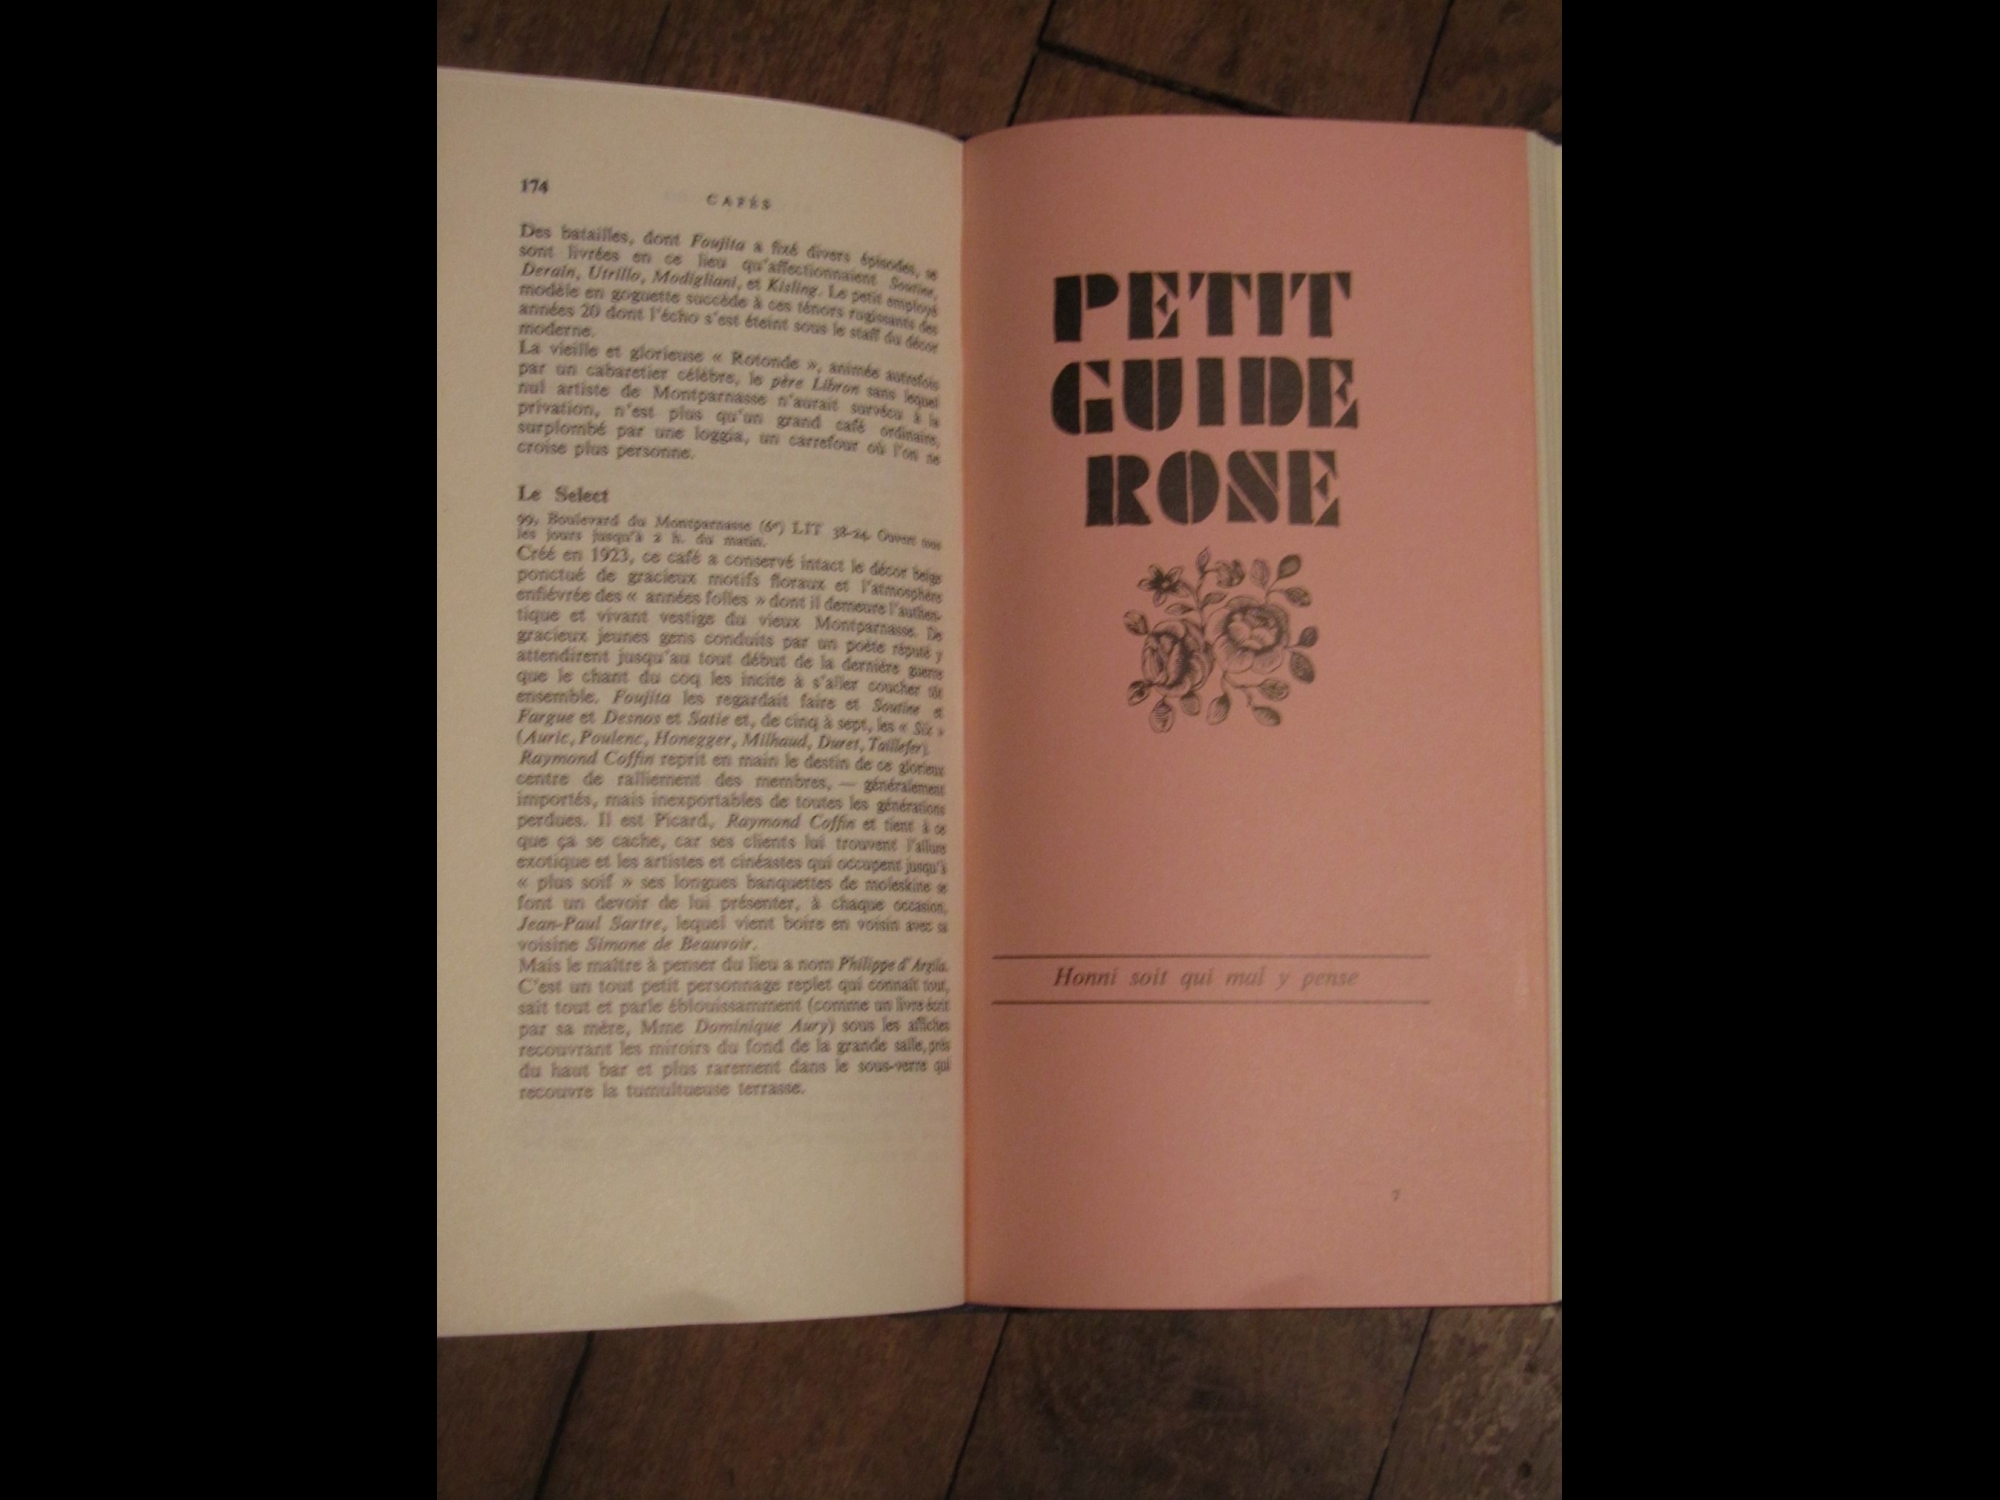 174
CAFÉS
Des batailles, dont Foujita a fixé divers épisodes, se
sont livrées en ce lieu qu'affectionnaient Soutine,
Derain, Utrillo, Modigliani, et Kisling. Le petit employé
modèle en goguette succède à ces ténors rugissants des
années 20 dont l'écho s'est éteint sous le staff du décor
moderne.
La vieille et glorieuse « Rotonde », animée autrefois
par un cabaretier célèbre, le père Libron sans lequel
nul artiste de Montparnasse n'aurait survécu à la
privation, n'est plus qu'un grand café ordinaire,
surplombé par une loggia, un carrefour où l'on ne
croise plus personne.
Le Select
99, Boulevard du Montparnasse (6e) LIT 38-24. Ouvert tous
les jours jusqu'à 2 h. du matin.
Créé en 1923, ce café a conservé intact le décor beige
ponctué de gracieux motifs floraux et l'atmosphère
enfiévrée des « années folles » dont il demeure l'authen-
tique et vivant vestige du vieux Montparnasse. De
gracieux jeunes gens conduits par un poète réputé y
attendirent jusqu'au tout début de la dernière guerre
que le chant du coq les incite à s'aller coucher tôt
ensemble. Foujita les regardait faire et Soutine et
Fargue et Desnos et Satie et, de cinq à sept, les « Six »
(Auric, Poulenc, Honegger, Milhaud, Duret, Taillefer).
Raymond Coffin reprit en main le destin de ce glorieux
centre de ralliement des membres, — généralement
importés, mais inexportables de toutes les générations
perdues. Il est Picard, Raymond Coffin et tient à ce
que ça se cache, car ses clients lui trouvent l'allure
exotique et les artistes et cinéastes qui occupent jusqu'à
« plus soif » ses longues banquettes de moleskine se
font un devoir de lui présenter, à chaque occasion,
Jean-Paul Sartre, lequel vient boire en voisin avec sa
voisine Simone de Beauvoir.
Mais le maître à penser du lieu a nom Philippe d'Argila.
C'est un tout petit personnage replet qui connaît tout,
sait tout et parle éblouissamment (comme un livre écrit
par sa mère, Mme Dominique Aury) sous les affiches
recouvrant les miroirs du fond de la grande salle, près
du haut bar et plus rarement dans le sous-verre qui
recouvre la tumultueuse terrasse.
PETIT
GUIDE
ROSE
Honni soit qui mal y pense
7